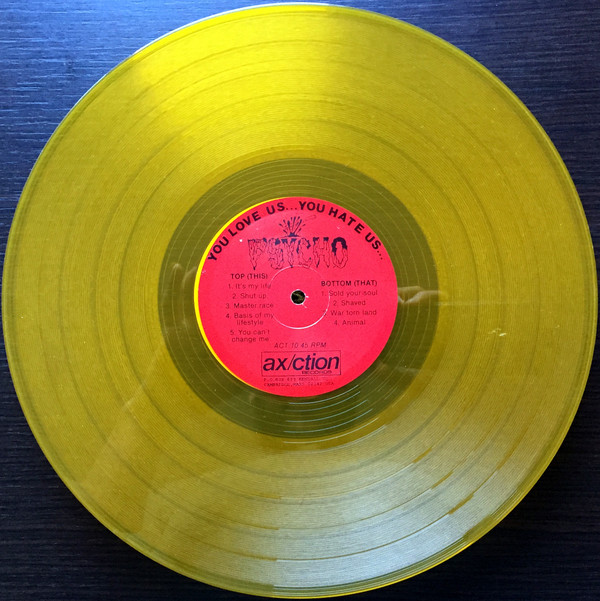 YOU LOVE US...YOU HATE US...
PSYCHO
TOP (THIS)
1. It's my life
2. Shut up
3. Master race
4. Basis of my
lifestyle
5. You can't
change me
BOTTOM (THAT)
1. Sold your soul
2. Shaved
War torn land
4. Animal
ACT 10 45 RPM
ax/ction
RECORDS